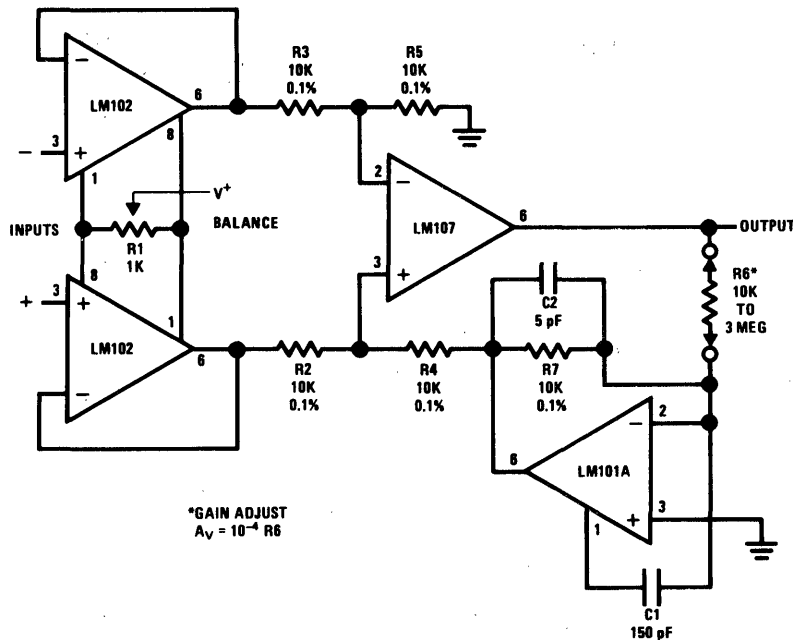 R3
10K
0.1%
R5
10K
0.1%
−
LM102
6
8
− 3 +
1
2 −
V+
INPUTS
R1
1K
BALANCE
LM107
6
OUTPUT
3 +
8
+ 3 +
1
LM102
6
−
C2
5 pF
R6*
10K
TO
3 MEG
R2
10K
0.1%
R4
10K
0.1%
R7
10K
0.1%
− 2
6
LM101A
1
+ 3
*GAIN ADJUST
AV = 10−4 R6
C1
150 pF